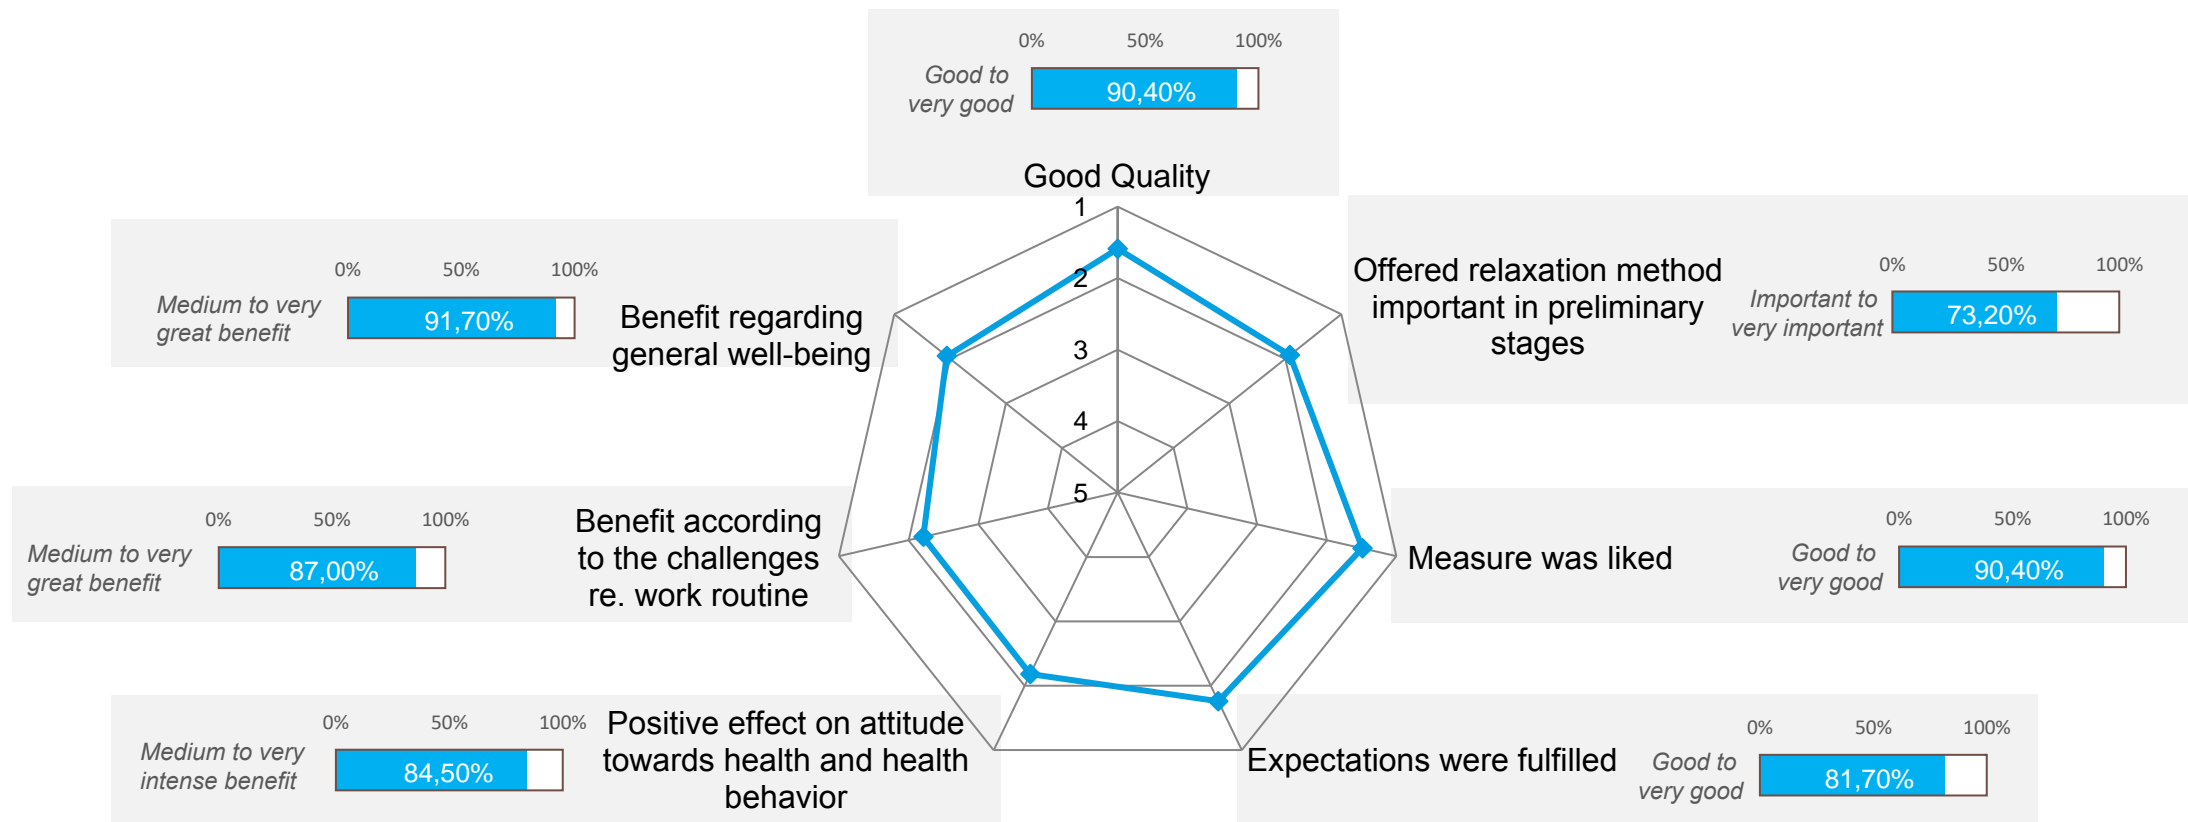 0% 50% 100%
Good to
very good
90,40%
Good Quality
1
2
3
4
5
0% 50% 100%
Medium to very
great benefit
91,70%
Benefit regarding
general well-being
Offered relaxation method
important in preliminary
stages
0% 50% 100%
Important to
very important
73,20%
0% 50% 100%
Medium to very
great benefit
87,00%
Benefit according
to the challenges
re. work routine
Measure was liked
0% 50% 100%
Good to
very good
90,40%
0% 50% 100%
Medium to very
intense benefit
84,50%
Positive effect on attitude
towards health and health
behavior
Expectations were fulfilled
0% 50% 100%
Good to
very good
81,70%